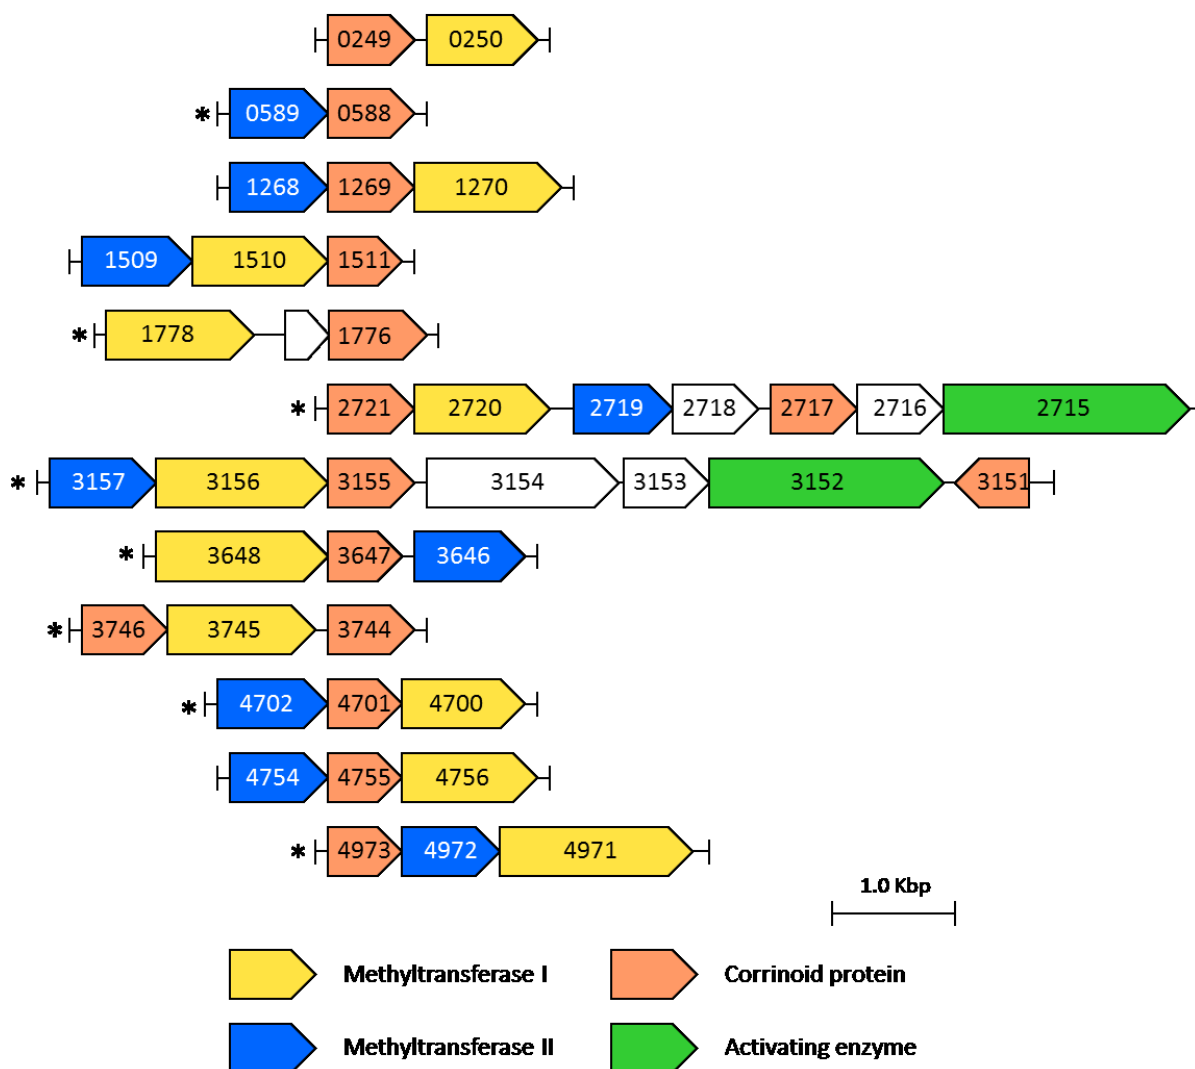 0249 0250
* 0589 0588
1268 1269 1270
1509 1510 1511
* 1778 1776
* 2721 2720 2719 2718 2717 2716 2715
* 3157 3156 3155 3154 3153 3152 3151
* 3648 3647 3646
* 3746 3745 3744
* 4702 4701 4700
4754 4755 4756
* 4973 4972 4971
1.0 Kbp
Methyltransferase I Corrinoid protein
Methyltransferase II Activating enzyme